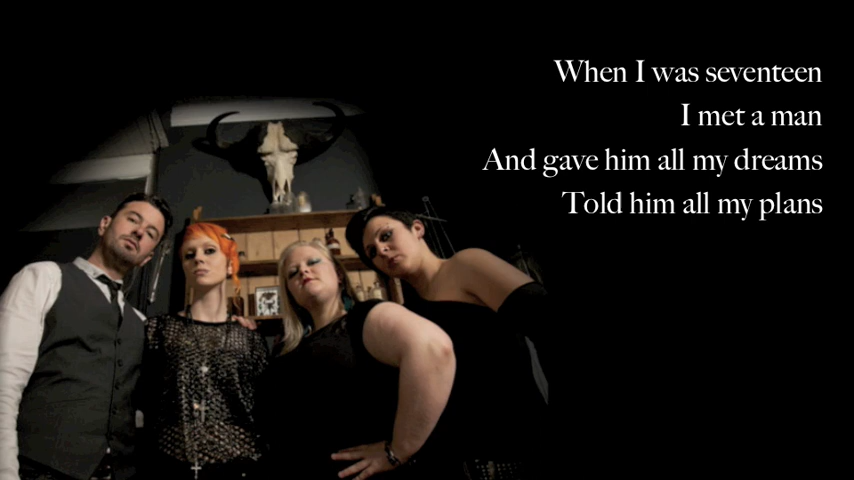 When I was seventeen
I met a man
And gave him all my dreams
Told him all my plans